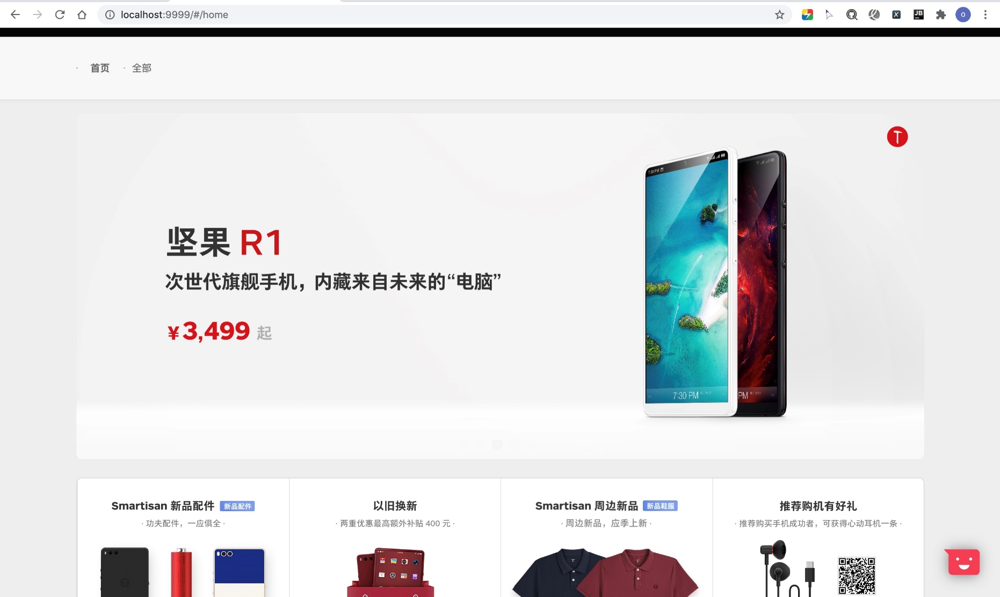 localhost:9999/#/home
JB
O
· 首页 · 全部
T
坚果 R1
次世代旗舰手机，内藏来自未来的“电脑”
¥3,499 起
7:30 PM
7:30 PM
PM
Smartisan 新品配件 新品配件
· 功夫配件，一应俱全 ·
以旧换新
· 两重优惠最高额外补贴 400 元 ·
Smartisan 周边新品 新品鞋服
· 周边新品，应季上新 ·
推荐购机有好礼
· 推荐购买手机成功者，可获得心动耳机一条 ·